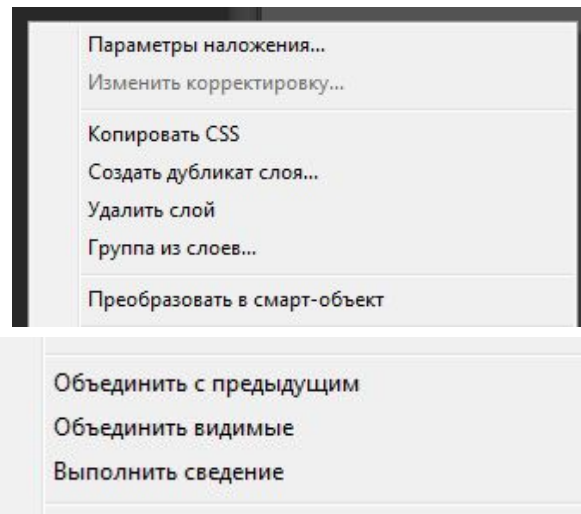 Параметры наложения...
Изменить корректировку...
Копировать CSS
Создать дубликат слоя...
Удалить слой
Группа из слоев...
Преобразовать в смарт-объект
Объединить с предыдущим
Объединить видимые
Выполнить сведение